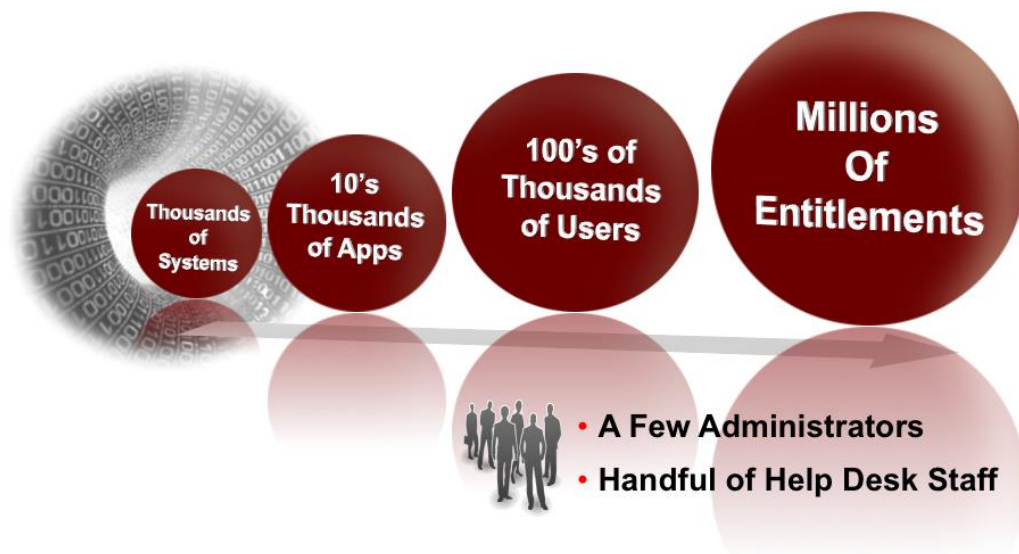 Thousands
of
Systems
10's
Thousands
of Apps
100's of
Thousands
of Users
Millions
Of
Entitlements
• A Few Administrators
• Handful of Help Desk Staff